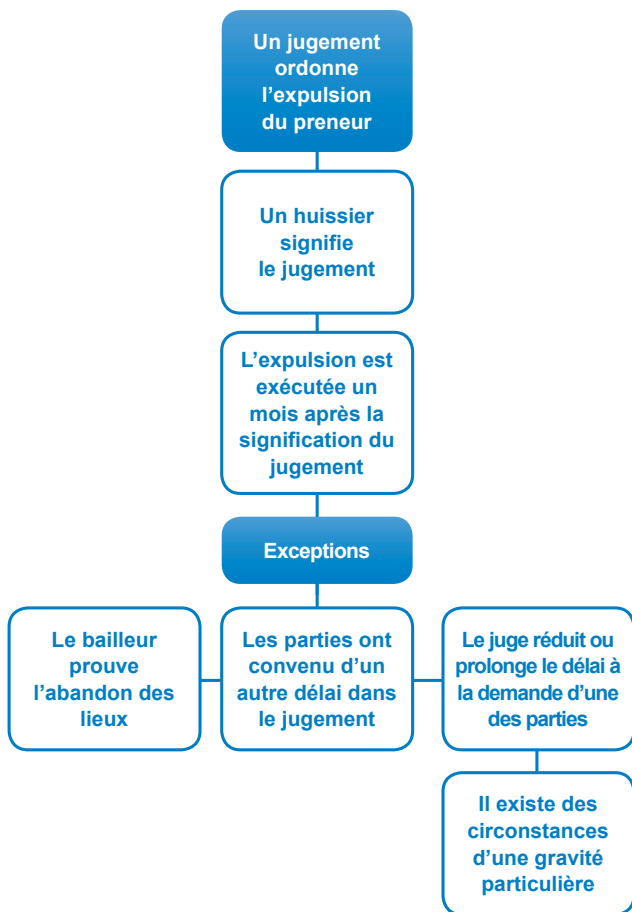 Un jugement
ordonne
l’expulsion
du preneur
Un huissier
signifie
le jugement
L’expulsion est
exécutée un
mois après la
signification du
jugement
Exceptions
Le bailleur
prouve
l’abandon des
lieux
Les parties ont
convenu d’un
autre délai dans
le jugement
Le juge réduit ou
prolonge le délai à
la demande d’une
des parties
Il existe des
circonstances
d’une gravité
particulière